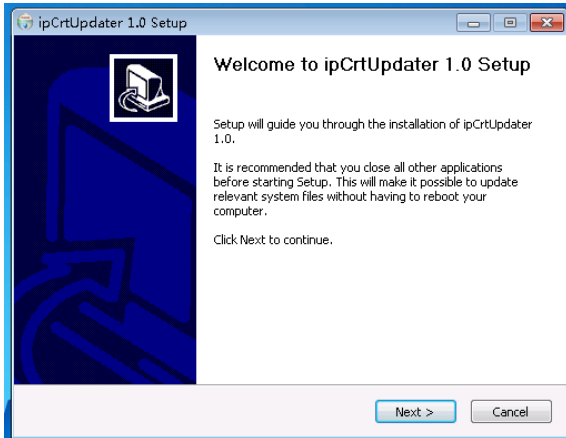 ipCrtUpdater 1.0 Setup
Welcome to ipCrtUpdater 1.0 Setup
Setup will guide you through the installation of ipCrtUpdater
1.0.
It is recommended that you close all other applications
before starting Setup. This will make it possible to update
relevant system files without having to reboot your
computer.
Click Next to continue.
Next >
Cancel